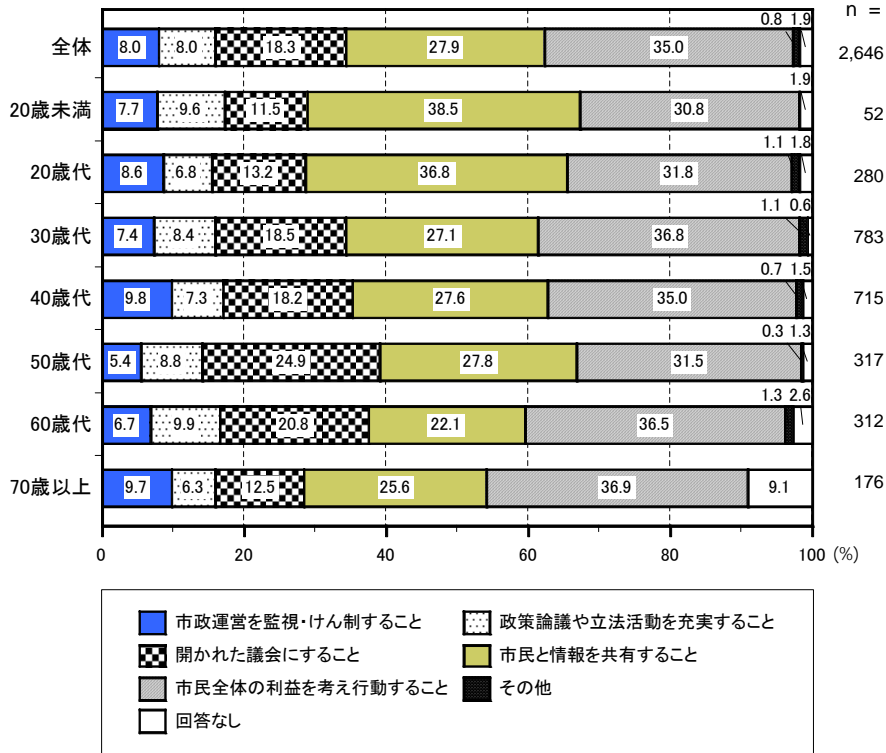 n =
0.8 1.9
全体 8.0 8.0 18.3 27.9 35.0 2,646
1.9
20歳未満 7.7 9.6 11.5 38.5 30.8 52
1.1 1.8
20歳代 8.6 6.8 13.2 36.8 31.8 280
1.1 0.6
30歳代 7.4 8.4 18.5 27.1 36.8 783
0.7 1.5
40歳代 9.8 7.3 18.2 27.6 35.0 715
0.3 1.3
50歳代 5.4 8.8 24.9 27.8 31.5 317
1.3 2.6
60歳代 6.7 9.9 20.8 22.1 36.5 312
70歳以上 9.7 6.3 12.5 25.6 36.9 9.1 176
0 20 40 60 80 100 (%)
市政運営を監視・けん制すること 政策論議や立法活動を充実すること
開かれた議会にすること 市民と情報を共有すること
市民全体の利益を考え行動すること その他
回答なし